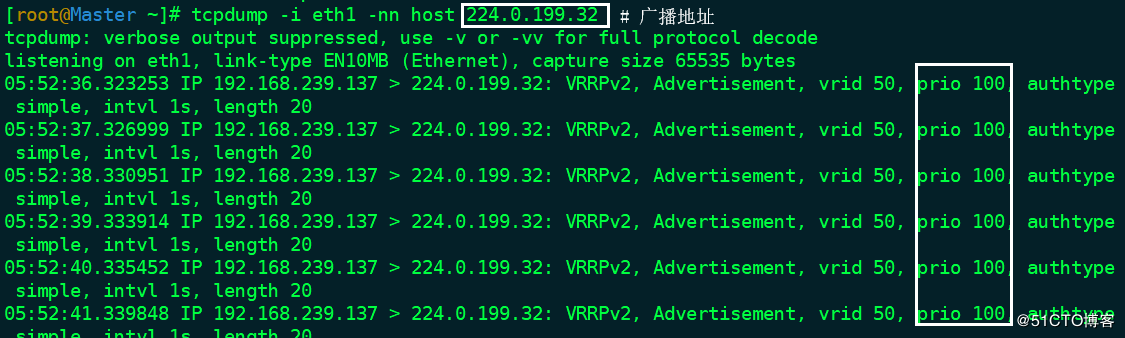 [root@Master ~]# tcpdump -i eth1 -nn host 224.0.199.32 # 广播地址
tcpdump: verbose output suppressed, use -v or -vv for full protocol decode
listening on eth1, link-type EN10MB (Ethernet), capture size 65535 bytes
05:52:36.323253 IP 192.168.239.137 > 224.0.199.32: VRRPv2, Advertisement, vrid 50, prio 100, authtype
simple, intvl 1s, length 20
05:52:37.326999 IP 192.168.239.137 > 224.0.199.32: VRRPv2, Advertisement, vrid 50, prio 100, authtype
simple, intvl 1s, length 20
05:52:38.330951 IP 192.168.239.137 > 224.0.199.32: VRRPv2, Advertisement, vrid 50, prio 100, authtype
simple, intvl 1s, length 20
05:52:39.333914 IP 192.168.239.137 > 224.0.199.32: VRRPv2, Advertisement, vrid 50, prio 100, authtype
simple, intvl 1s, length 20
05:52:40.335452 IP 192.168.239.137 > 224.0.199.32: VRRPv2, Advertisement, vrid 50, prio 100, authtype
simple, intvl 1s, length 20
05:52:41.339848 IP 192.168.239.137 > 224.0.199.32: VRRPv2, Advertisement, vrid 50, prio 100, authtype
simple, intvl 1s, length 20
@51CTO博客